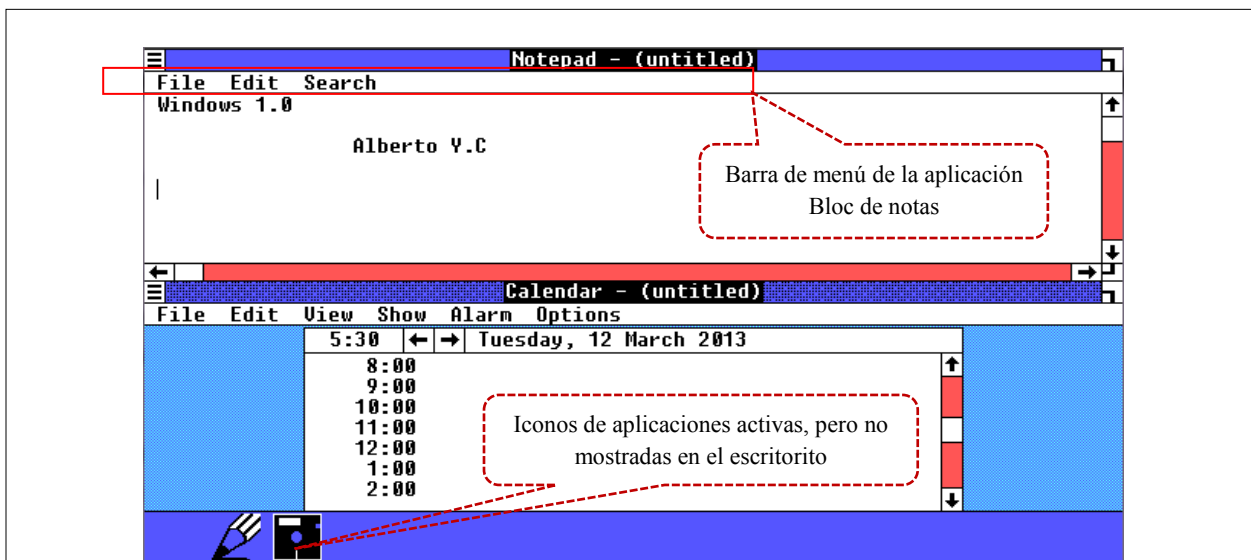 Notepad - (untitled)
File Edit Search
Windows 1.0
Alberto Y.C
Barra de menú de la aplicación
Bloc de notas
Calendar - (untitled)
File Edit View Show Alarm Options
5:30 ← → Tuesday, 12 March 2013
8:00
9:00
10:00
11:00
12:00
1:00
2:00
Iconos de aplicaciones activas, pero no
mostradas en el escritorito